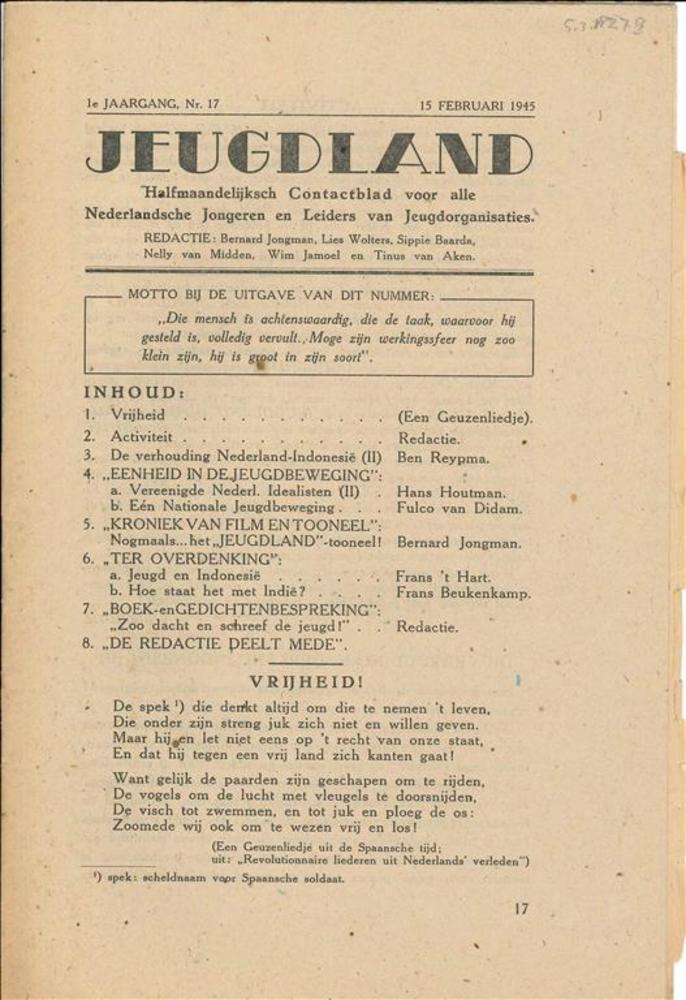 1e JAARGANG, Nr. 17 15 FEBRUARI 1945
JEUGDLAND
Halfmaandelijksch Contactblad voor alle
Nederlandsche Jongeren en Leiders van Jeugdorganisaties.
REDACTIE: Bernard Jongman, Lies Wolters, Sippie Baarda,
Nelly van Midden, Wim Jamoel en Tinus van Aken.
MOTTO BIJ DE UITGAVE VAN DIT NUMMER:
„Die mensch is achtenswaardig, die de taak, waarvoor hij
gesteld is, volledig vervult. Moge zijn werkingssfeer nog zoo
klein zijn, hij is groot in zijn soort".
INHOUD:
1. Vrijheid . . . . . . . . . . . (Een Geuzenliedje).
2. Activiteit . . . . . . . . . . . Redactie.
3. De verhouding Nederland-Indonesië (II) Ben Reypma.
4. „EENHEID IN DE JEUGDBEWEGING":
a. Vereenigde Nederl. Idealisten (II) . Hans Houtman.
b. Eén Nationale Jeugdbeweging . . . Fulco van Didam.
5. „KRONIEK VAN FILM EN TOONEEL":
Nogmaals... het „JEUGDLAND"-tooneel! Bernard Jongman.
6. „TER OVERDENKING":
a. Jeugd en Indonesië . . . . . . Frans 't Hart.
b. Hoe staat het met Indië? . . . . Frans Beukenkamp.
7. „BOEK-en GEDICHTENBESPREKING":
„Zoo dacht en schreef de jeugd!" . . Redactie.
8. „DE REDACTIE DEELT MEDE".
VRIJHEID!
De spek ¹) die denkt altijd om die te nemen 't leven,
Die onder zijn streng juk zich niet en willen geven.
Maar hij en let niet eens op 't recht van onze staat,
En dat hij tegen een vrij land zich kanten gaat!
Want gelijk de paarden zijn geschapen om te rijden,
De vogels om de lucht met vleugels te doorsnijden,
De visch tot zwemmen, en tot juk en ploeg de os:
Zoomede wij ook om te wezen vrij en los!
(Een Geuzenliedje uit de Spaansche tijd;
uit: „Revolutionnaire liederen uit Nederlands' verleden")
¹) spek: scheldnaam voor Spaansche soldaat.
17